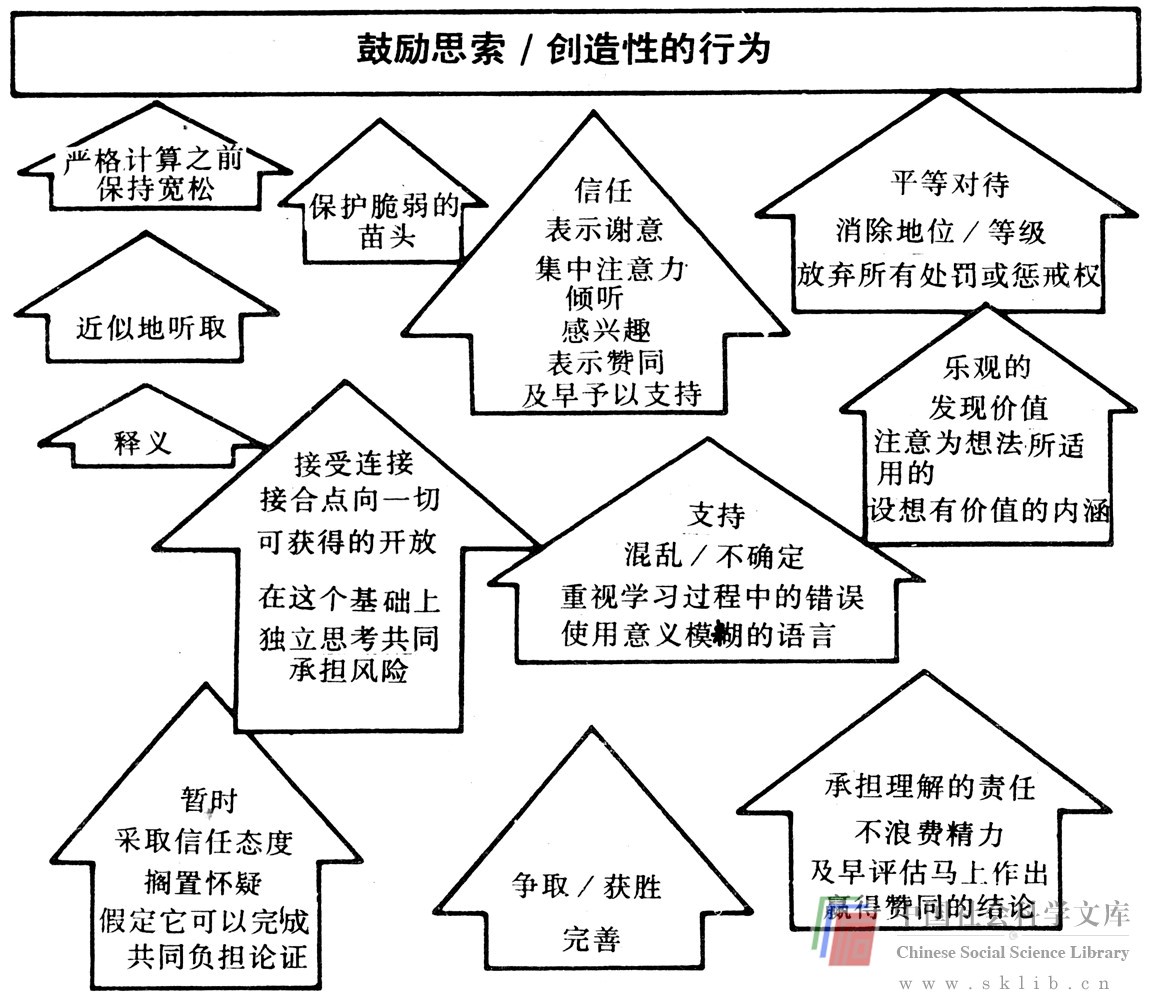 鼓励思索 / 创造性的行为
严格计算之前
保持宽松
保护脆弱的
苗头
信任
表示谢意
集中注意力
倾听
感兴趣
表示赞同
及早予以支持
平等对待
消除地位 / 等级
放弃所有处罚或惩戒权
近似地听取
乐观的
发现价值
注意为想法所适
用的
设想有价值的内涵
释义
接受连接
接合点向一切
可获得的开放
在这个基础上
独立思考共同
承担风险
支持
混乱 / 不确定
重视学习过程中的错误
使用意义模糊的语言
暂时
采取信任态度
搁置怀疑
假定它可以完成
共同负担论证
争取 / 获胜
完善
承担理解的责任
不浪费精力
及早评估马上作出
赢得赞同的结论
中国社会科学文库
Chinese Social Science Library
www.sklib.cn